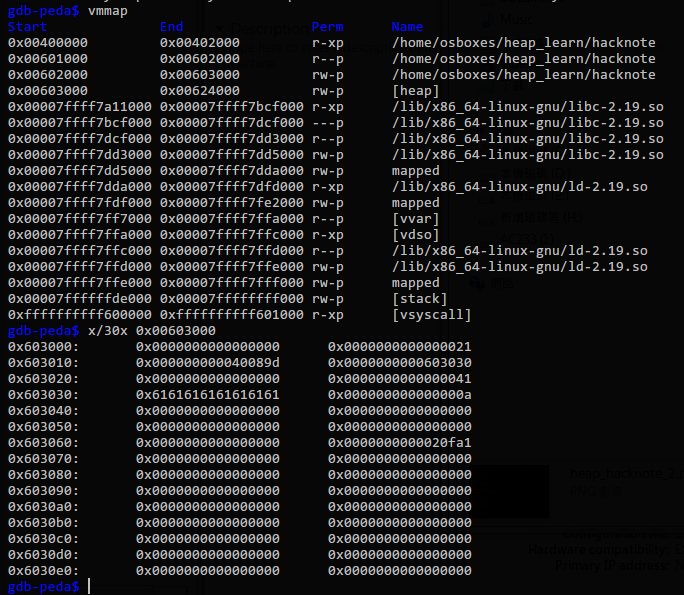 gdb-peda$ vmmap
Start End Perm Name
0x00400000 0x00402000 r-xp /home/osboxes/heap_learn/hacknote
0x00601000 0x00602000 r--p /home/osboxes/heap_learn/hacknote
0x00602000 0x00603000 rw-p /home/osboxes/heap_learn/hacknote
0x00603000 0x00624000 rw-p [heap]
0x00007ffff7a11000 0x00007ffff7bcf000 r-xp /lib/x86_64-linux-gnu/libc-2.19.so
0x00007ffff7bcf000 0x00007ffff7dcf000 ---p /lib/x86_64-linux-gnu/libc-2.19.so
0x00007ffff7dcf000 0x00007ffff7dd3000 r--p /lib/x86_64-linux-gnu/libc-2.19.so
0x00007ffff7dd3000 0x00007ffff7dd5000 rw-p /lib/x86_64-linux-gnu/libc-2.19.so
0x00007ffff7dd5000 0x00007ffff7dda000 rw-p mapped
0x00007ffff7dda000 0x00007ffff7dfd000 r-xp /lib/x86_64-linux-gnu/ld-2.19.so
0x00007ffff7fdf000 0x00007ffff7fe2000 rw-p mapped
0x00007ffff7ff7000 0x00007ffff7ffa000 r--p [vvar]
0x00007ffff7ffa000 0x00007ffff7ffc000 r-xp [vdso]
0x00007ffff7ffc000 0x00007ffff7ffd000 r--p /lib/x86_64-linux-gnu/ld-2.19.so
0x00007ffff7ffd000 0x00007ffff7ffe000 rw-p /lib/x86_64-linux-gnu/ld-2.19.so
0x00007ffff7ffe000 0x00007ffff7fff000 rw-p mapped
0x00007ffffffde000 0x00007ffffffff000 rw-p [stack]
0xffffffffff600000 0xffffffffff601000 r-xp [vsyscall]
gdb-peda$ x/30x 0x00603000
0x603000: 0x0000000000000000 0x0000000000000021
0x603010: 0x000000000040089d 0x0000000000603030
0x603020: 0x0000000000000000 0x0000000000000041
0x603030: 0x6161616161616161 0x000000000000000a
0x603040: 0x0000000000000000 0x0000000000000000
0x603050: 0x0000000000000000 0x0000000000000000
0x603060: 0x0000000000000000 0x0000000000020fa1
0x603070: 0x0000000000000000 0x0000000000000000
0x603080: 0x0000000000000000 0x0000000000000000
0x603090: 0x0000000000000000 0x0000000000000000
0x6030a0: 0x0000000000000000 0x0000000000000000
0x6030b0: 0x0000000000000000 0x0000000000000000
0x6030c0: 0x0000000000000000 0x0000000000000000
0x6030d0: 0x0000000000000000 0x0000000000000000
0x6030e0: 0x0000000000000000 0x0000000000000000
gdb-peda$